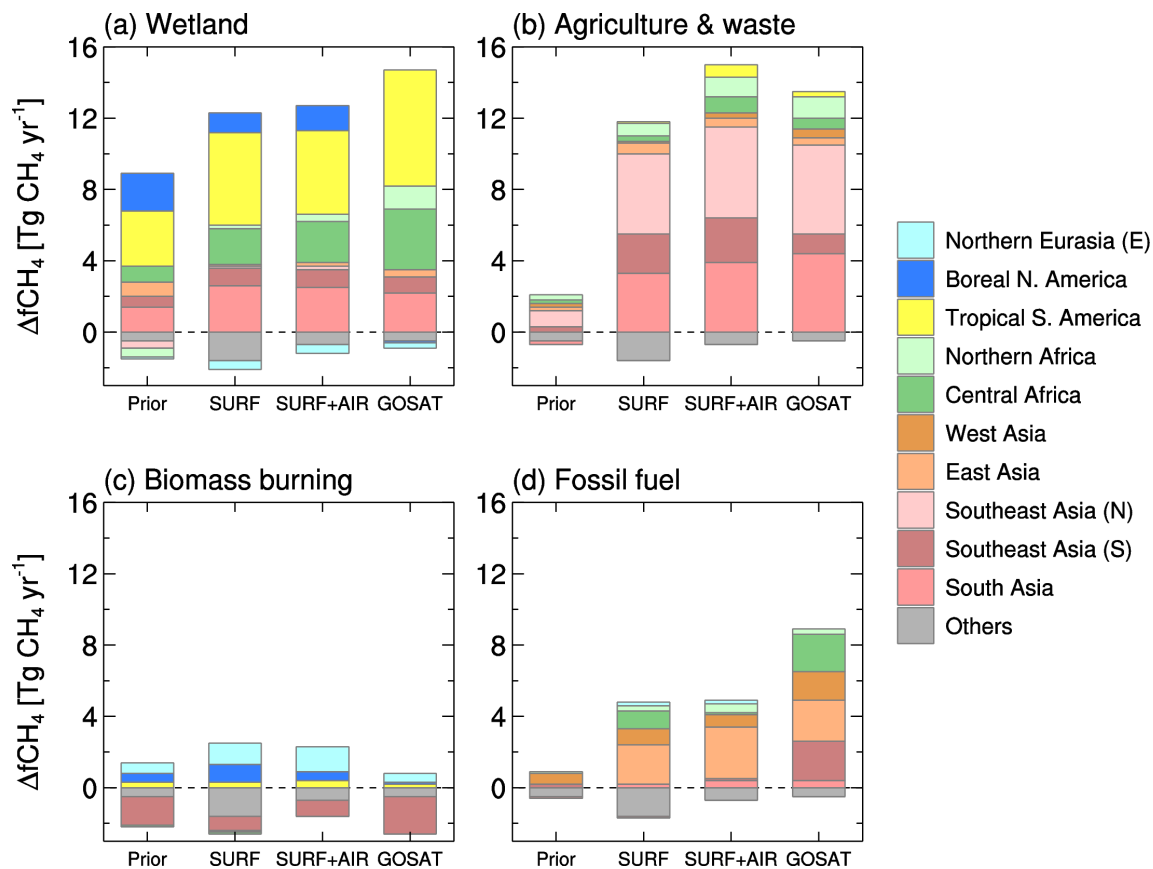 (a) Wetland
(b) Agriculture & waste
ΔfCH₄ [Tg CH₄ yr⁻¹]
16
12
8
4
0
Prior SURF SURF+AIR GOSAT
16
12
8
4
0
Prior SURF SURF+AIR GOSAT
Northern Eurasia (E)
Boreal N. America
Tropical S. America
Northern Africa
Central Africa
West Asia
East Asia
Southeast Asia (N)
Southeast Asia (S)
South Asia
Others
(c) Biomass burning
(d) Fossil fuel
ΔfCH₄ [Tg CH₄ yr⁻¹]
16
12
8
4
0
Prior SURF SURF+AIR GOSAT
16
12
8
4
0
Prior SURF SURF+AIR GOSAT